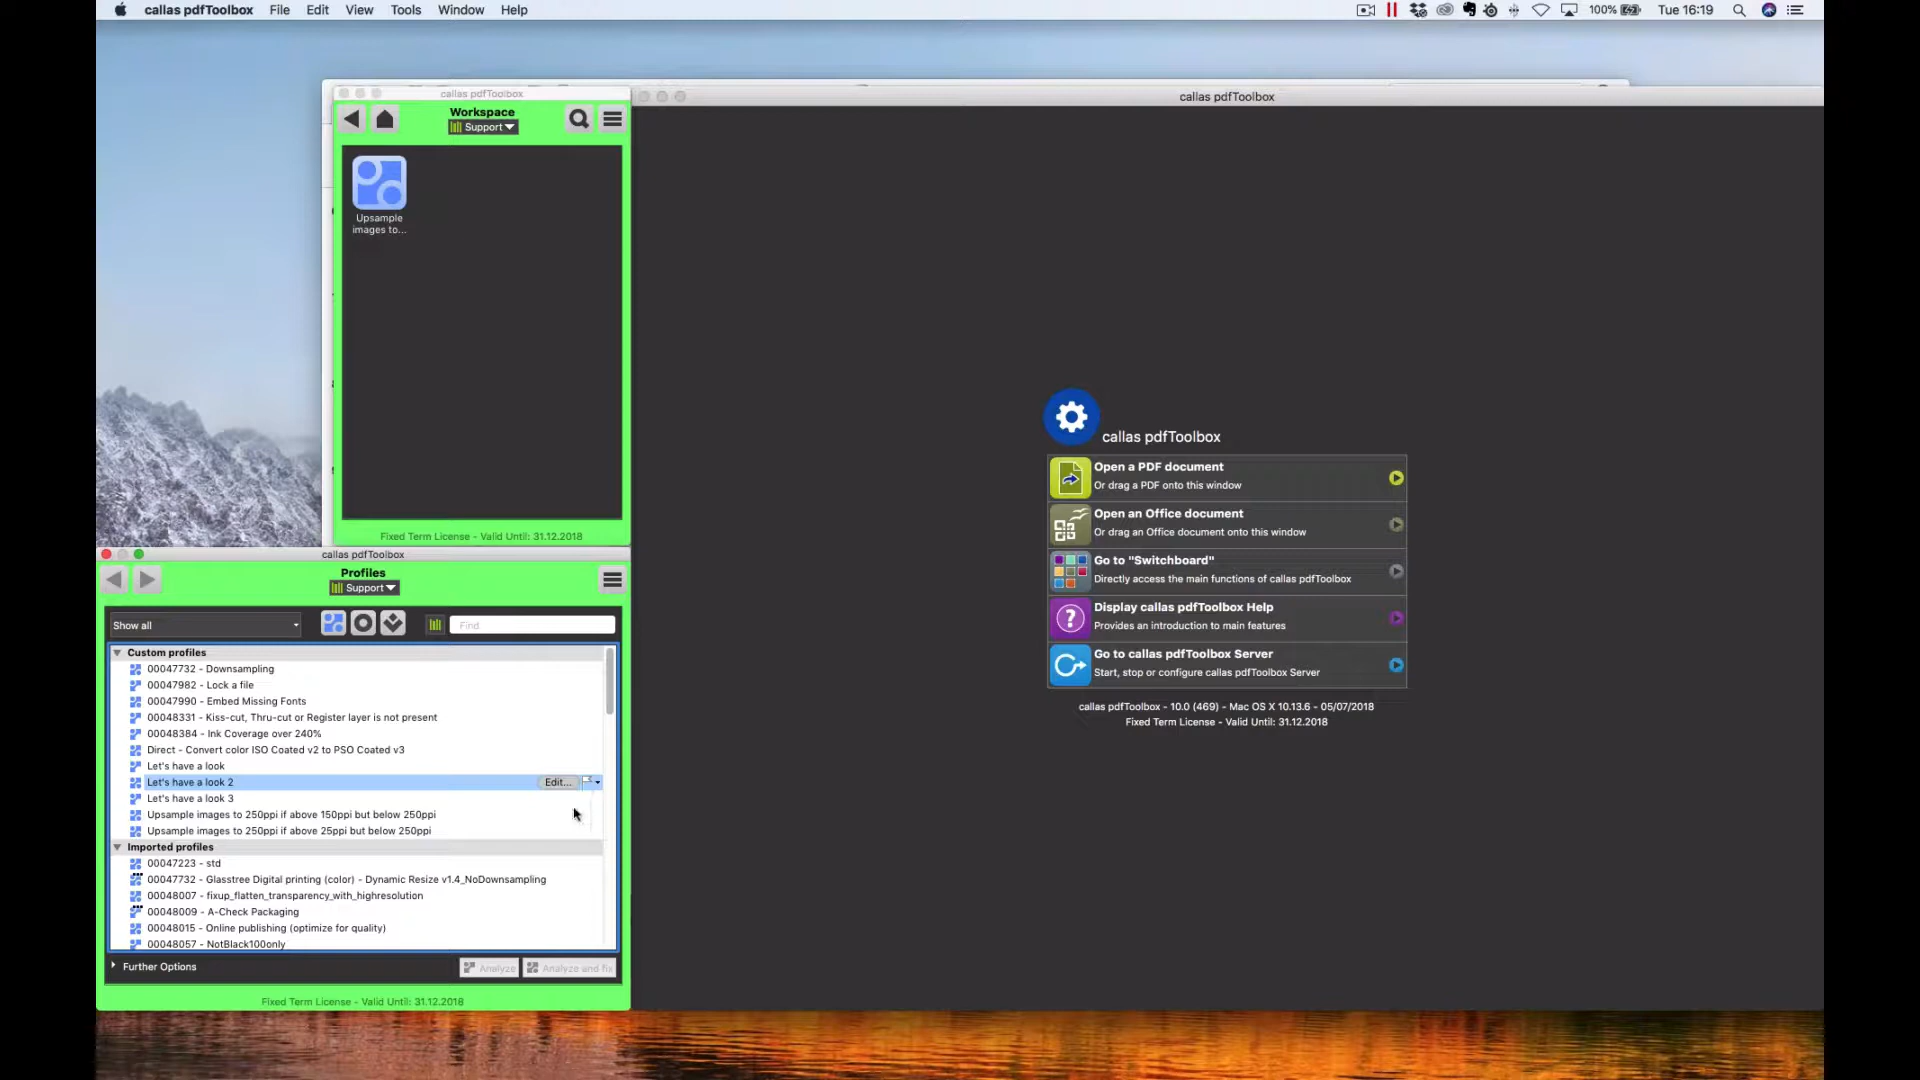 callas pdfToolbox File Edit View Tools Window Help
100% Tue 16:19
callas pdfToolbox
callas pdfToolbox
Workspace
Support
Upsample
images to...
Fixed Term License - Valid Until: 31.12.2018
callas pdfToolbox
Profiles
Support
Show all
Find
Custom profiles
00047732 - Downsampling
00047982 - Lock a file
00047990 - Embed Missing Fonts
00048331 - Kiss-cut, Thru-cut or Register layer is not present
00048384 - Ink Coverage over 240%
Direct - Convert color ISO Coated v2 to PSO Coated v3
Let's have a look
Let's have a look 2 Edit...
Let's have a look 3
Upsample images to 250ppi if above 150ppi but below 250ppi
Upsample images to 250ppi if above 25ppi but below 250ppi
Imported profiles
00047223 - std
00047732 - Glasstree Digital printing (color) - Dynamic Resize v1.4_NoDownsampling
00048007 - fixup_flatten_transparency_with_highresolution
00048009 - A-Check Packaging
00048015 - Online publishing (optimize for quality)
00048057 - NotBlack100only
Further Options
Analyze
Analyze and fix
Fixed Term License - Valid Until: 31.12.2018
callas pdfToolbox
Open a PDF document
Or drag a PDF onto this window
Open an Office document
Or drag an Office document onto this window
Go to "Switchboard"
Directly access the main functions of callas pdfToolbox
Display callas pdfToolbox Help
Provides an introduction to main features
Go to callas pdfToolbox Server
Start, stop or configure callas pdfToolbox Server
callas pdfToolbox - 10.0 (469) - Mac OS X 10.13.6 - 05/07/2018
Fixed Term License - Valid Until: 31.12.2018